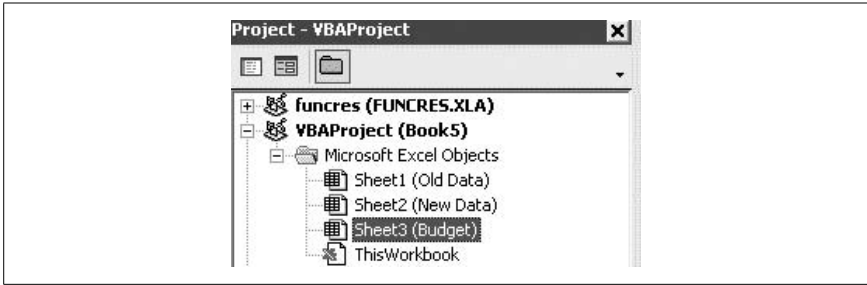 Project - VBAProject
funcres (FUNCRES.XLA)
VBAProject (Book5)
Microsoft Excel Objects
Sheet1 (Old Data)
Sheet2 (New Data)
Sheet3 (Budget)
ThisWorkbook